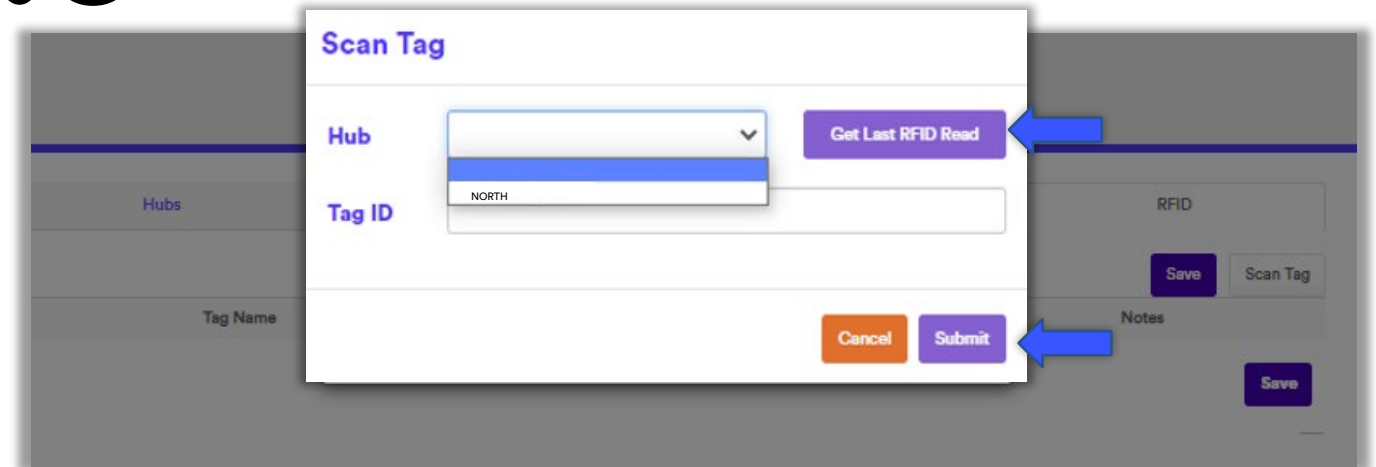 Scan Tag
Hub
Get Last RFID Read
NORTH
Tag ID
Hubs
RFID
Save
Scan Tag
Tag Name
Notes
Cancel
Submit
Save